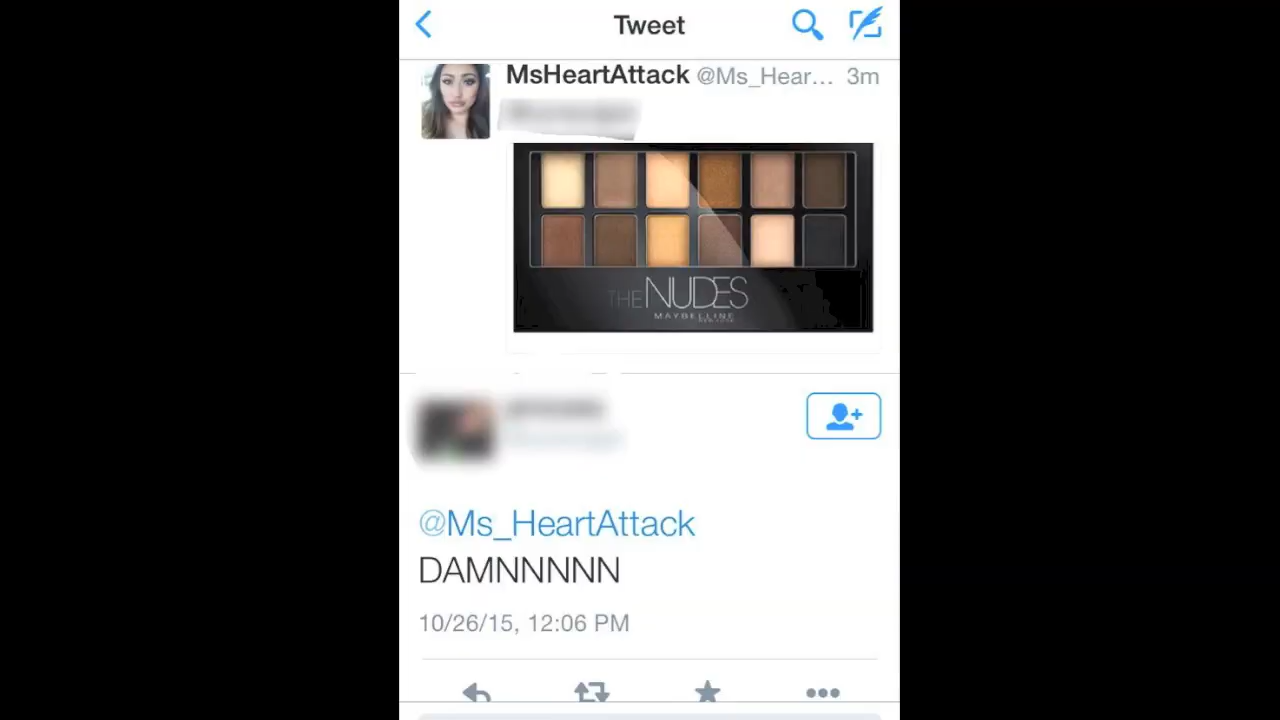 Tweet
MsHeartAttack @Ms_Hear... 3m
THE NUDES
MAYBELLINE
@Ms_HeartAttack
DAMNNNNN
10/26/15, 12:06 PM